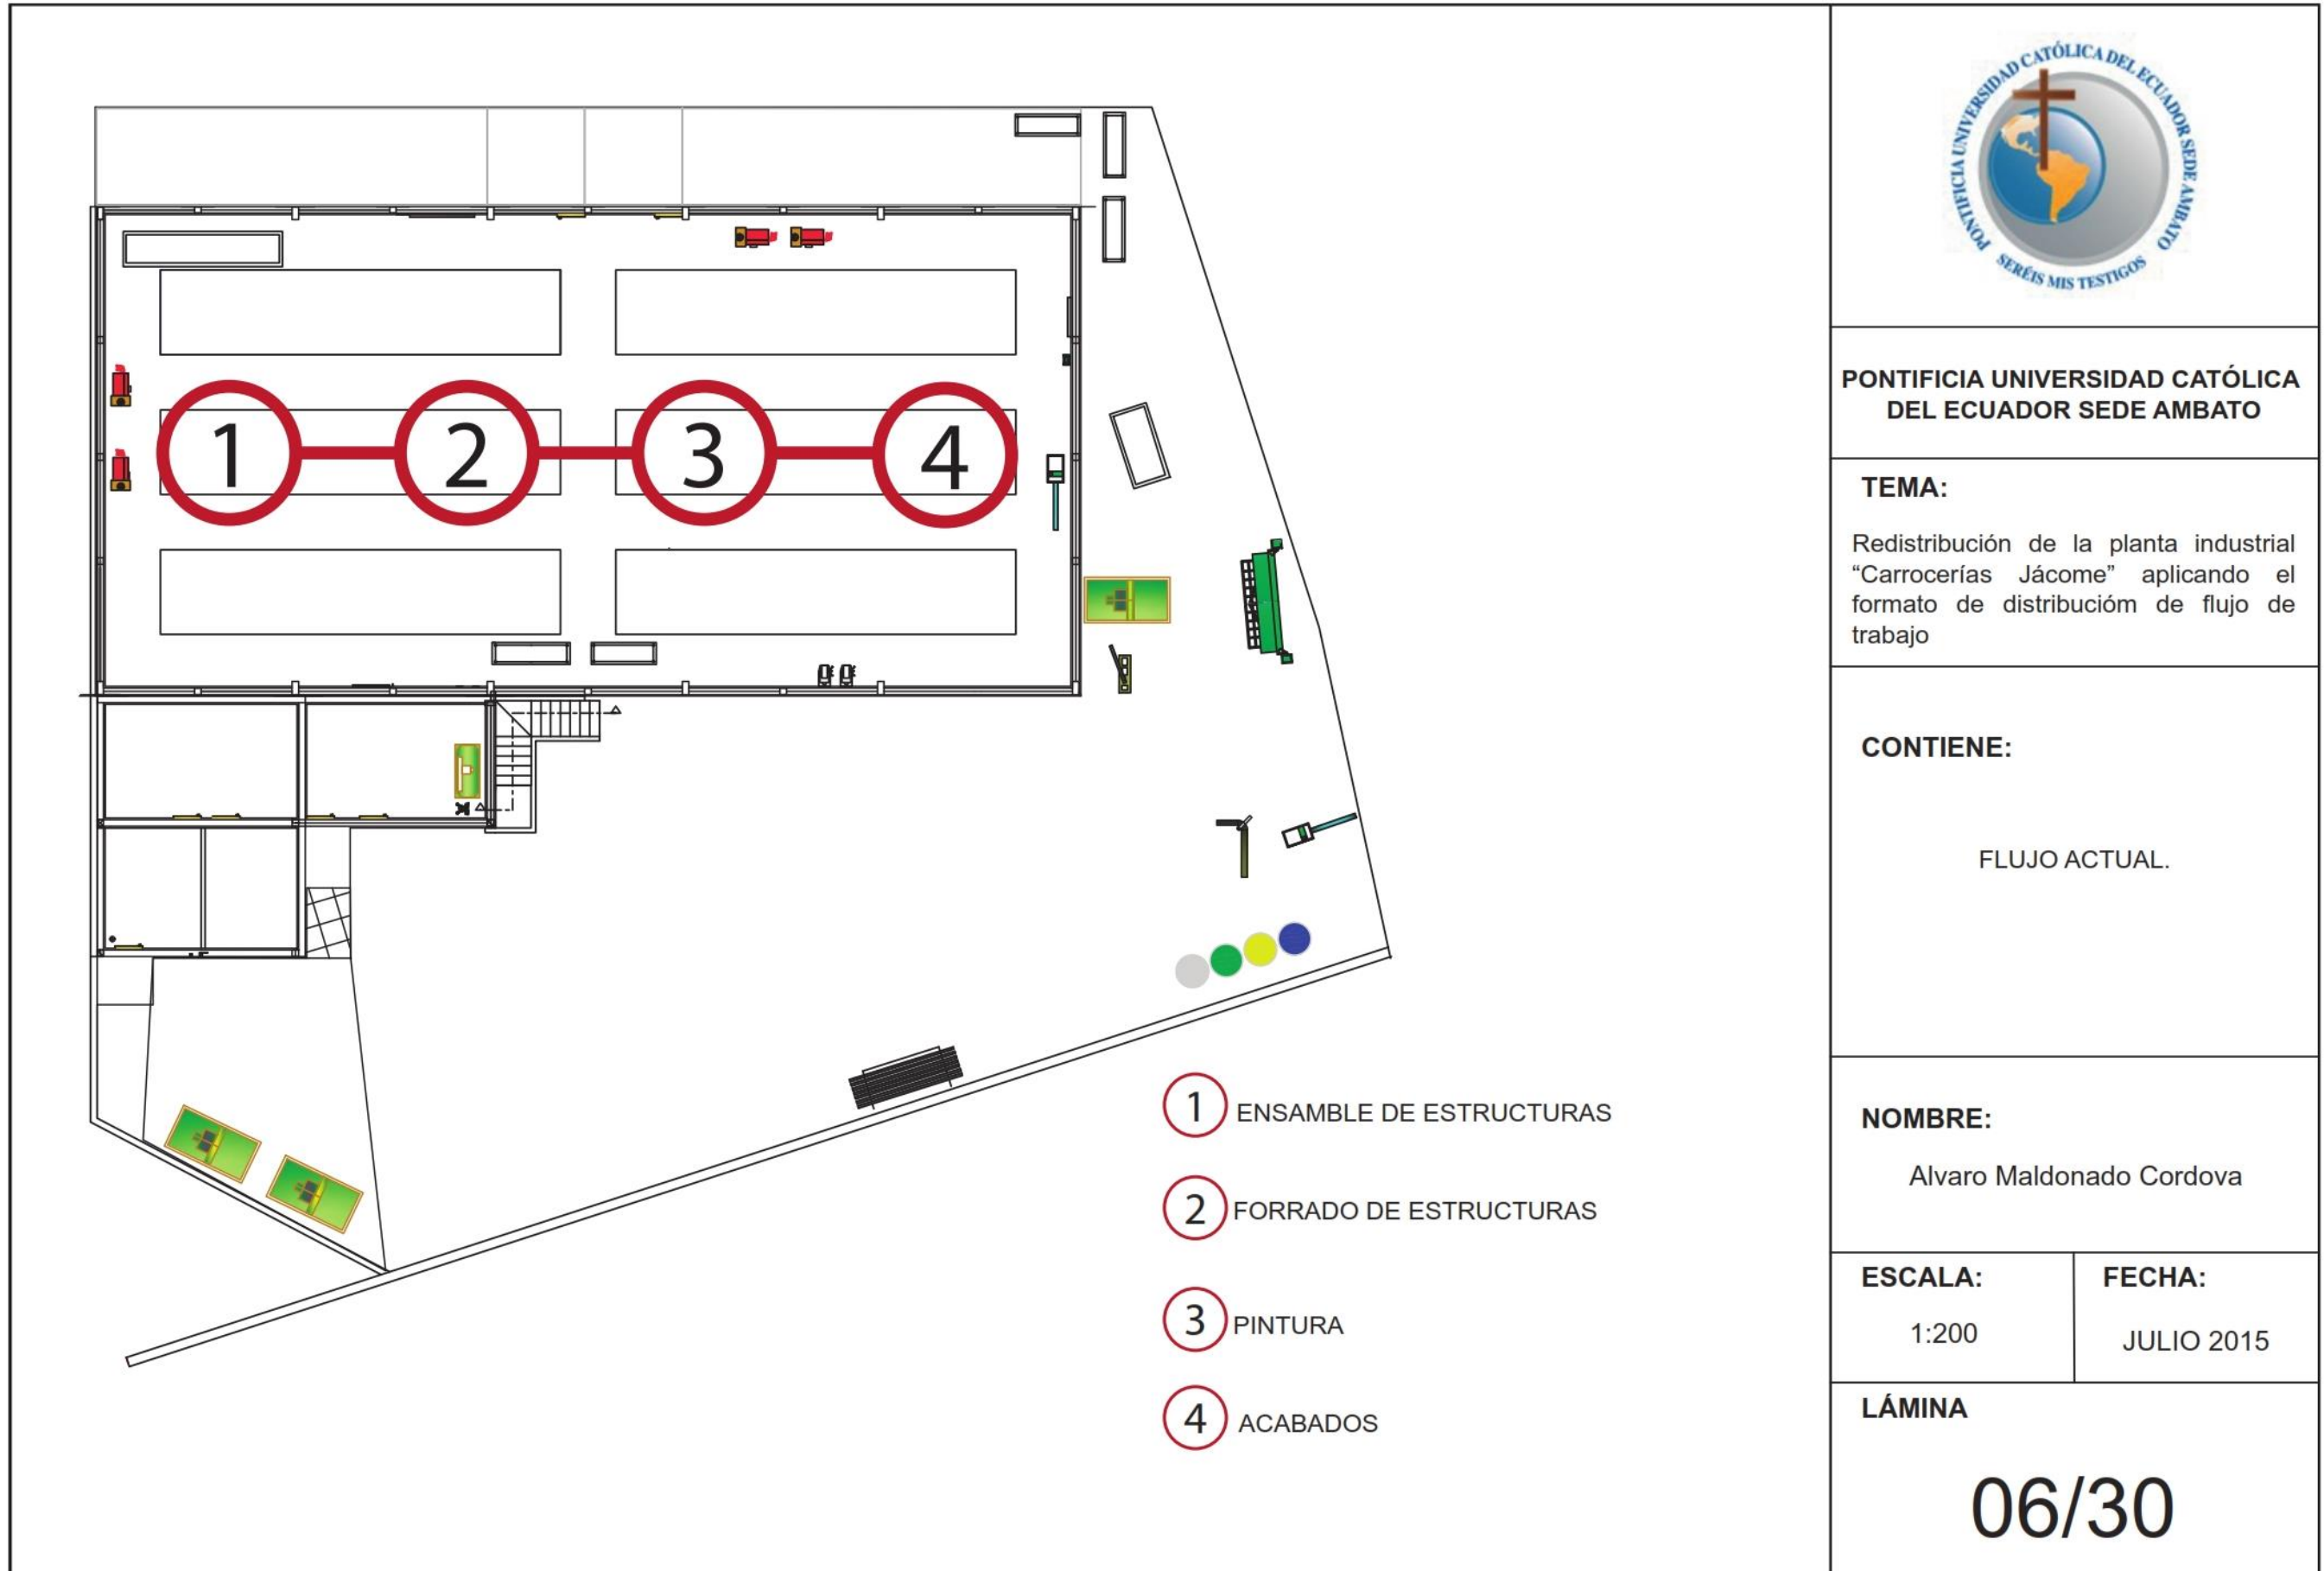 1
2
3
4
1 ENSAMBLE DE ESTRUCTURAS
2 FORRADO DE ESTRUCTURAS
3 PINTURA
4 ACABADOS
PONTIFICIA UNIVERSIDAD CATÓLICA DEL ECUADOR SEDE AMBATO
SERÉIS MIS TESTIGOS
PONTIFICIA UNIVERSIDAD CATÓLICA
DEL ECUADOR SEDE AMBATO
TEMA:
Redistribución de la planta industrial
“Carrocerías Jácome” aplicando el
formato de distribucióm de flujo de
trabajo
CONTIENE:
FLUJO ACTUAL.
NOMBRE:
Alvaro Maldonado Cordova
ESCALA:
1:200
FECHA:
JULIO 2015
LÁMINA
06/30